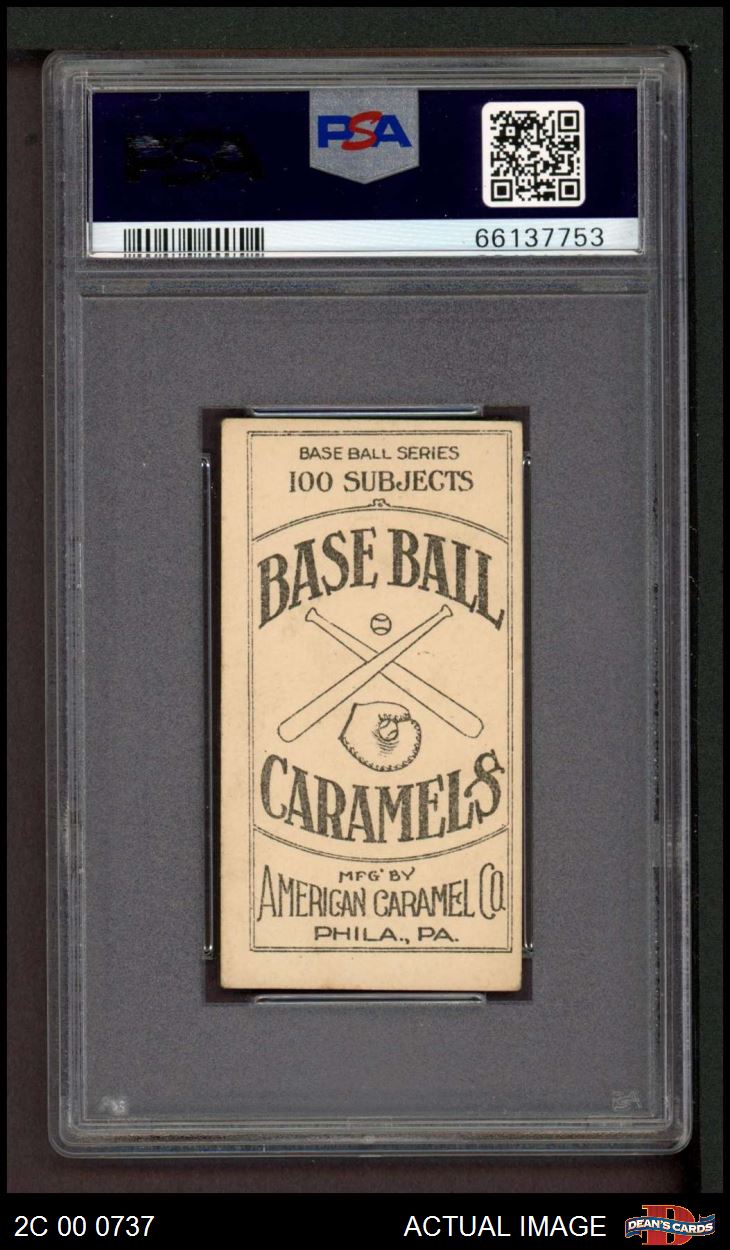 PSA
66137753
BASE BALL SERIES
100 SUBJECTS
BASE BALL
CARAMELS
MFG' BY
AMERICAN CARAMEL CO
PHILA., PA.
2C 00 0737
ACTUAL IMAGE
DEAN'S CARDS